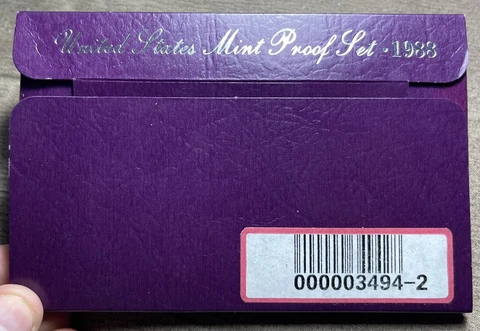 United States Mint Proof Set · 1988
000003494-2